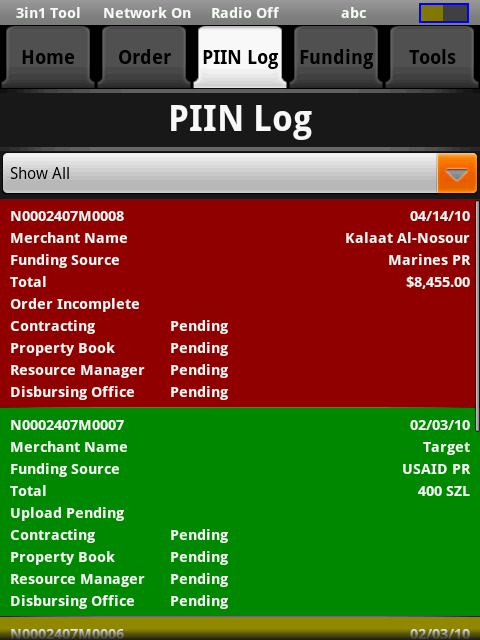 3in1 Tool Network On Radio Off abc
Home Order PIIN Log Funding Tools
PIIN Log
Show All
N0002407M0008 04/14/10
Merchant Name Kalaat Al-Nosour
Funding Source Marines PR
Total $8,455.00
Order Incomplete
Contracting Pending
Property Book Pending
Resource Manager Pending
Disbursing Office Pending
N0002407M0007 02/03/10
Merchant Name Target
Funding Source USAID PR
Total 400 SZL
Upload Pending
Contracting Pending
Property Book Pending
Resource Manager Pending
Disbursing Office Pending
N0002407M0006 02/03/10